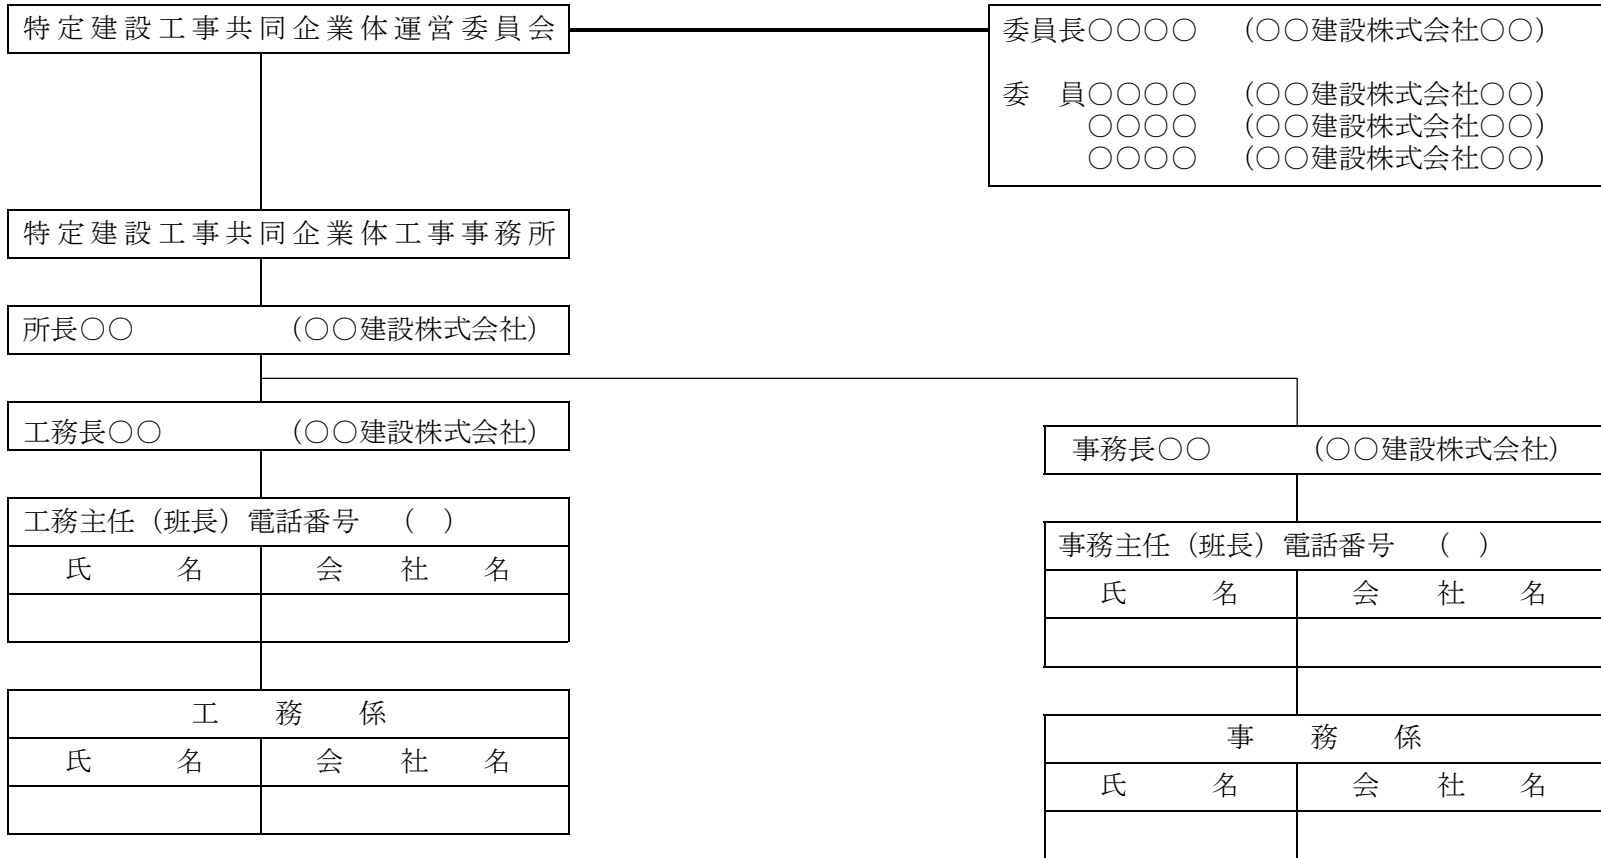 特定建設工事共同企業体運営委員会
委員長○○○○　（○○建設株式会社○○）
委　員○○○○　（○○建設株式会社○○）
○○○○　（○○建設株式会社○○）
○○○○　（○○建設株式会社○○）
特定建設工事共同企業体工事事務所
所長○○　（○○建設株式会社）
工務長○○　（○○建設株式会社）
工務主任（班長）電話番号　（　）
氏　名　会　社　名
工　務　係
氏　名　会　社　名
事務長○○　（○○建設株式会社）
事務主任（班長）電話番号　（　）
氏　名　会　社　名
事　務　係
氏　名　会　社　名